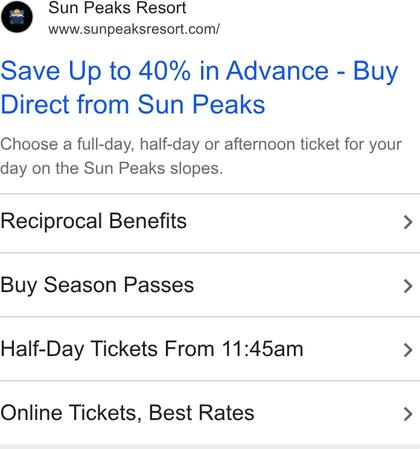 Sun Peaks Resort
www.sunpeaksresort.com/
Save Up to 40% in Advance - Buy
Direct from Sun Peaks
Choose a full-day, half-day or afternoon ticket for your
day on the Sun Peaks slopes.
Reciprocal Benefits
Buy Season Passes
Half-Day Tickets From 11:45am
Online Tickets, Best Rates